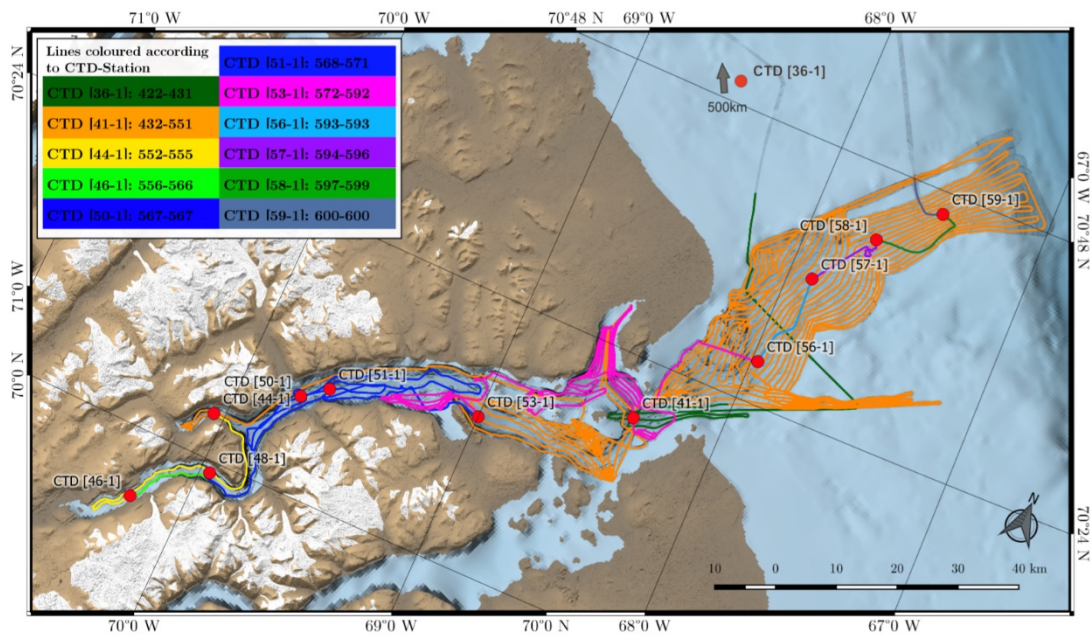 71°0 W
70°0 W
70°48 N
69°0 W
68°0 W
70°24 N
Lines coloured according
to CTD-Station
CTD [36-1]: 422-431
CTD [41-1]: 432-551
CTD [44-1]: 552-555
CTD [46-1]: 556-566
CTD [50-1]: 567-567
CTD [51-1]: 568-571
CTD [53-1]: 572-592
CTD [56-1]: 593-593
CTD [57-1]: 594-596
CTD [58-1]: 597-599
CTD [59-1]: 600-600
CTD [36-1]
500km
67°0 W
70°48 N
CTD [59-1]
CTD [58-1]
CTD [57-1]
71°0 W
CTD [56-1]
70°0 N
CTD [50-1]
CTD [51-1]
CTD [44-1]
CTD [53-1]
CTD [41-1]
CTD [48-1]
CTD [46-1]
N
70°24 N
10 0 10 20 30 40 km
70°0 W
69°0 W
70°0 N
68°0 W
67°0 W